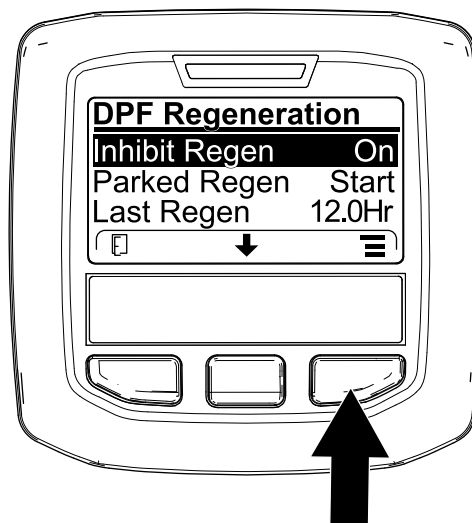 DPF Regeneration
Inhibit Regen On
Parked Regen Start
Last Regen 12.0Hr